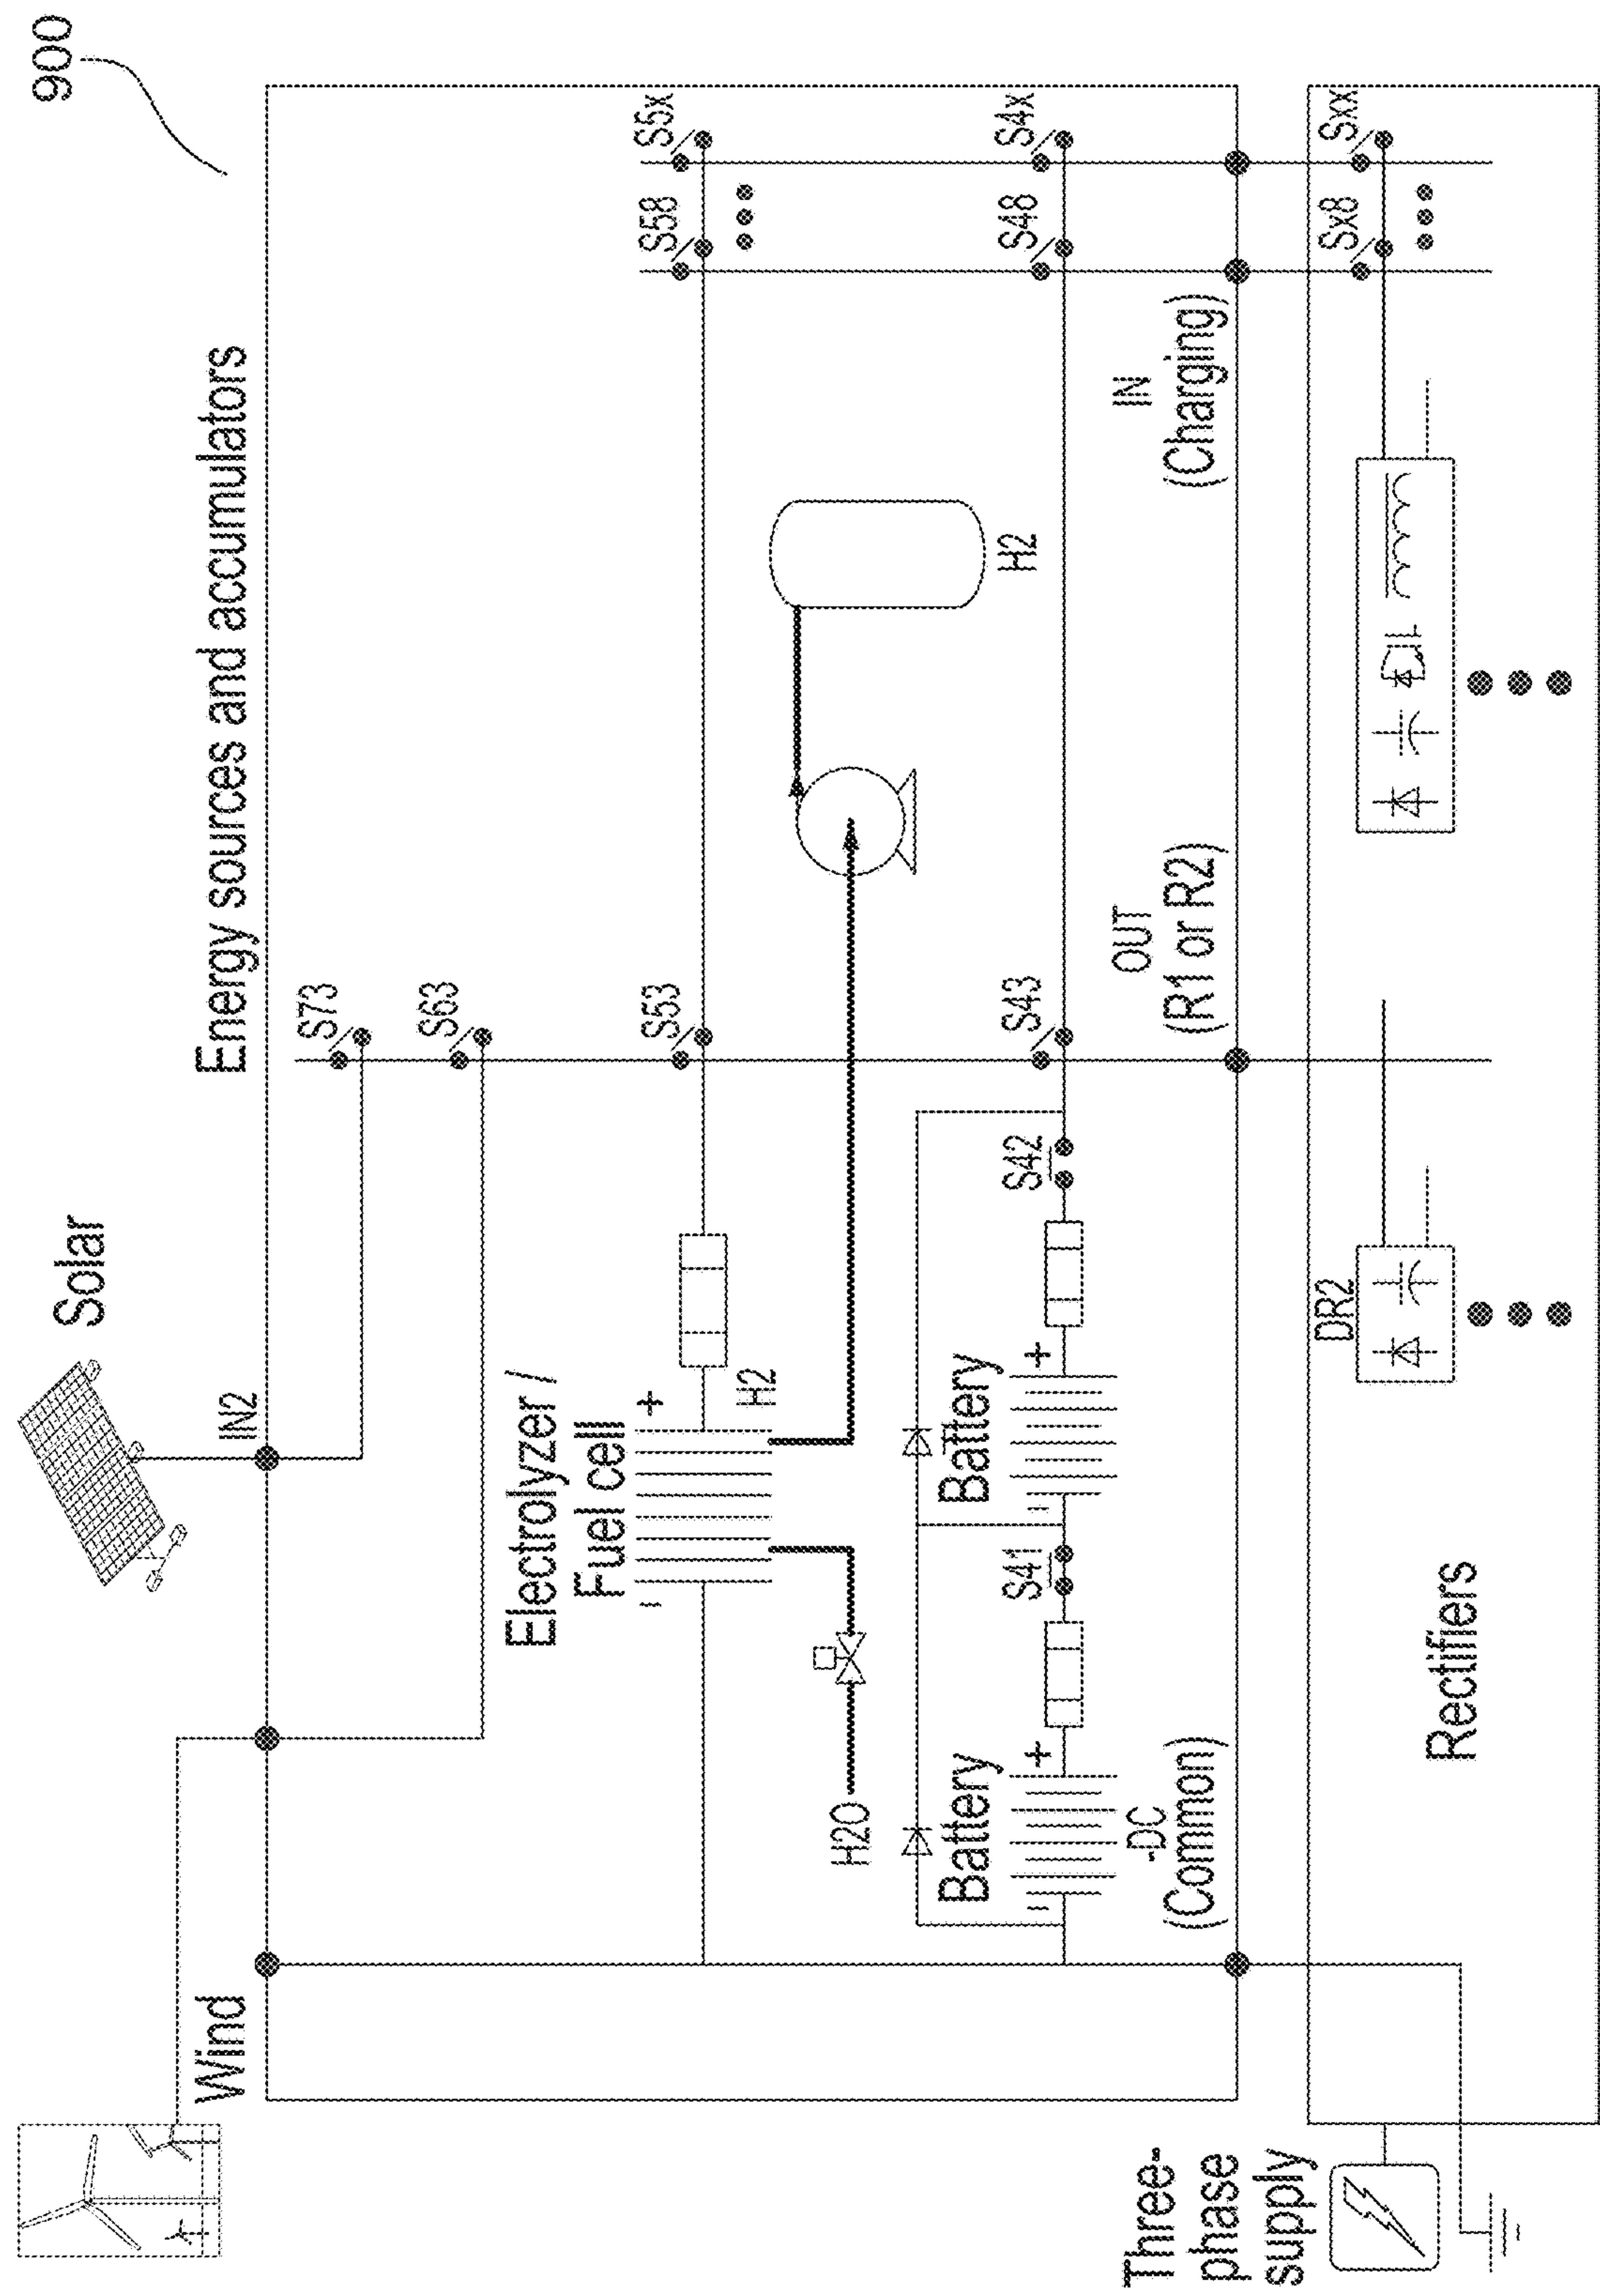 900
Energy sources and accumulators
Wind
Solar
IN2
S73
S63
Electrolyzer /
Fuel cell
-
+
H2
S53
S58
S5x
H2O
H2
Battery
-
+
S41
Battery
-
+
S42
S43
S48
S4x
-DC
(Common)
OUT
(R1 or R2)
IN
(Charging)
Three-
phase
supply
Rectifiers
DR2
Sx8
Sxx